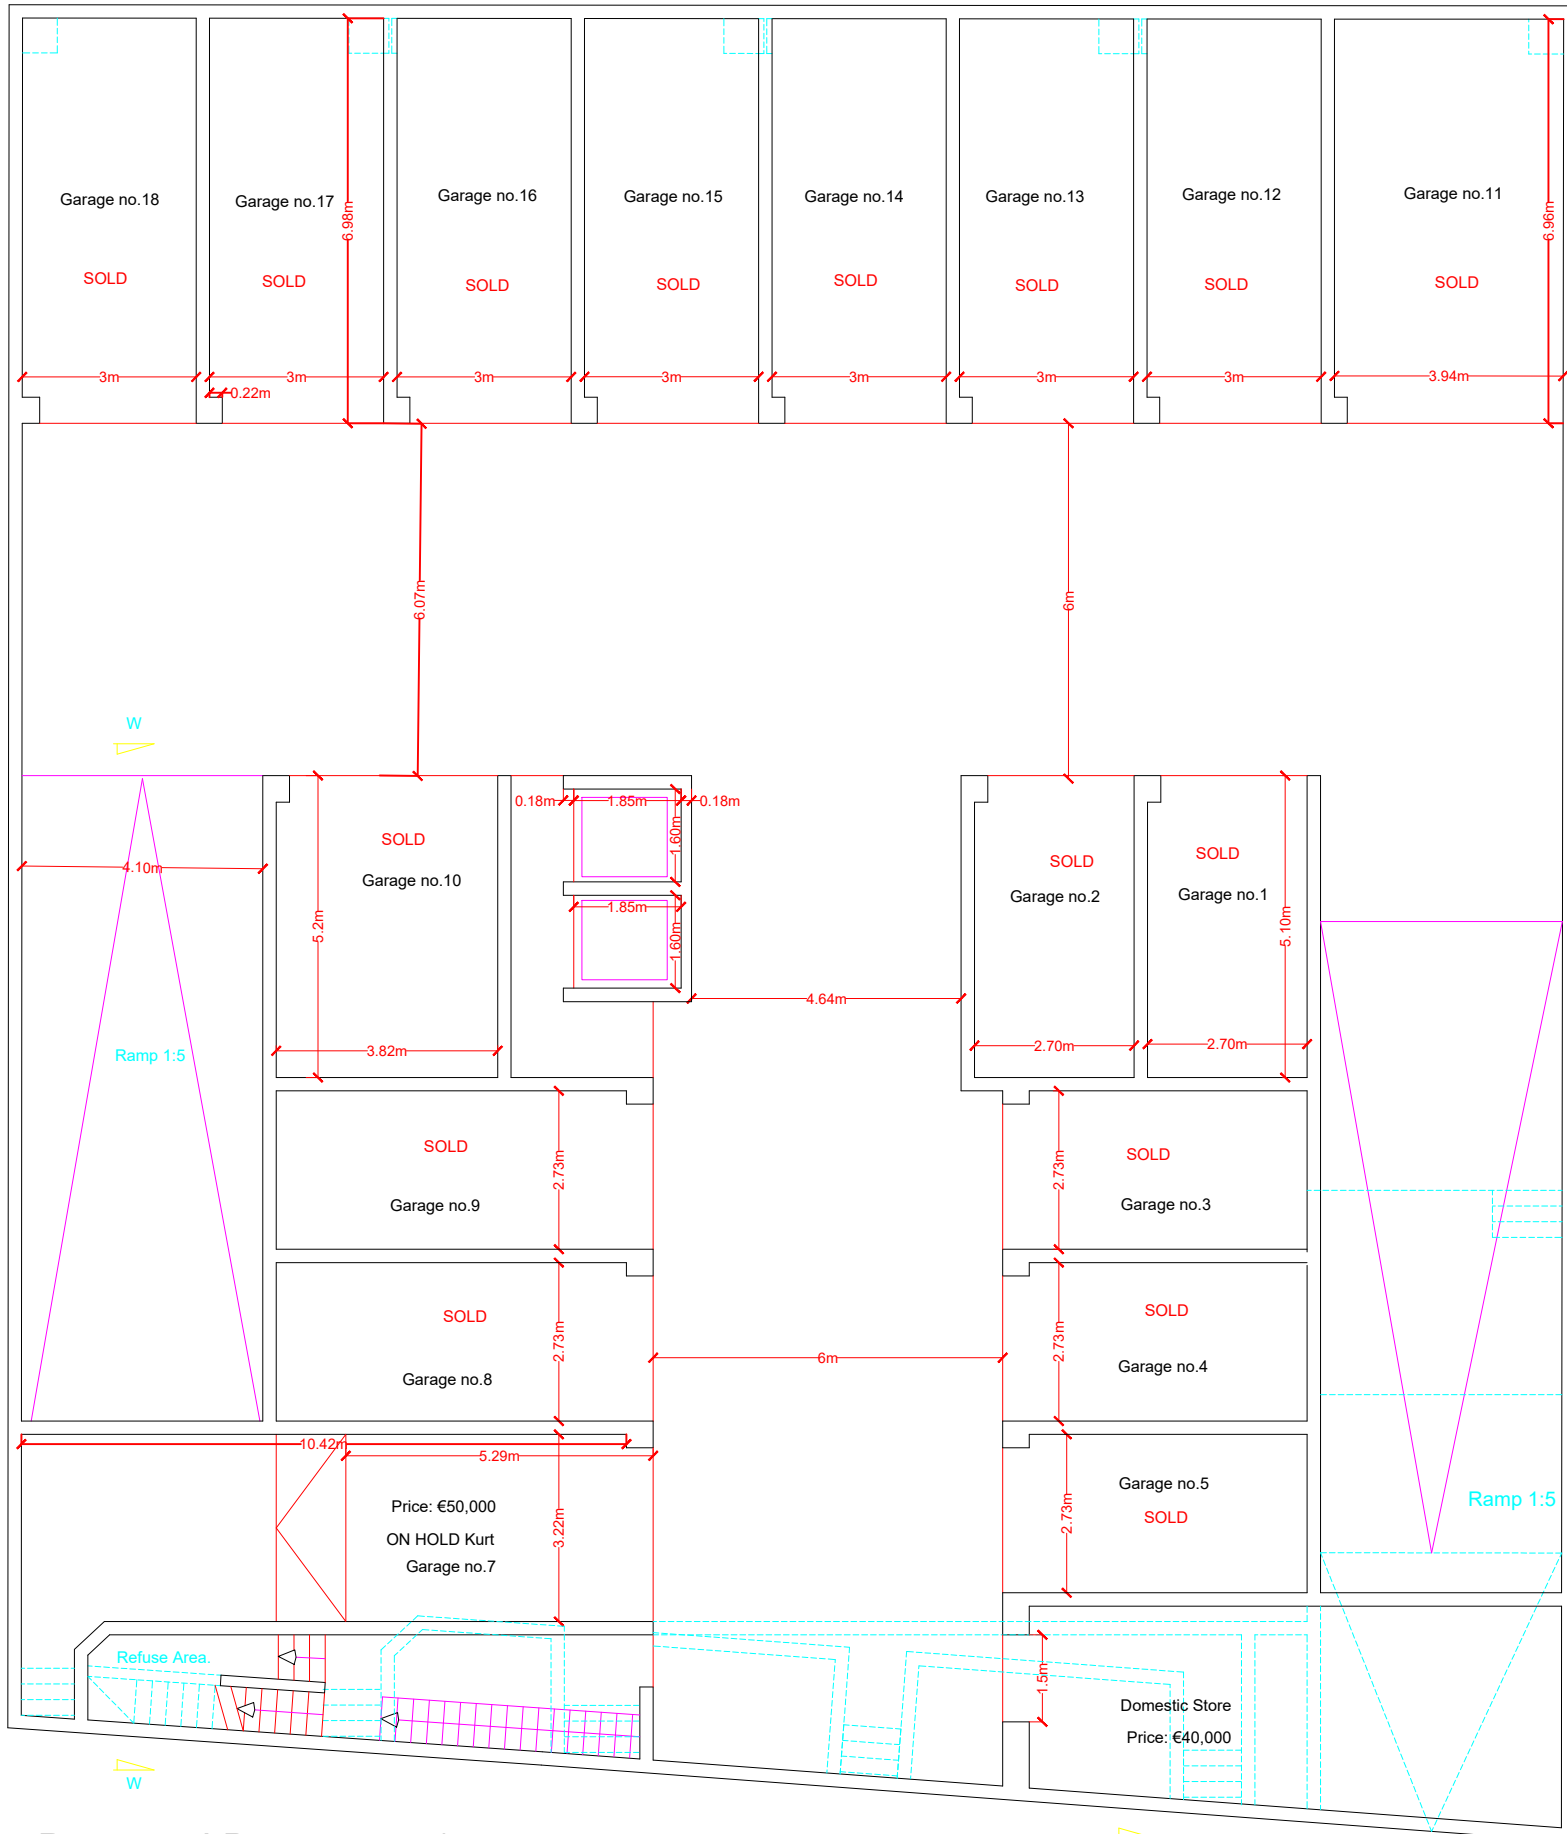 Garage no.18
Garage no.17
Garage no.16
Garage no.15
Garage no.14
Garage no.13
Garage no.12
Garage no.11
6.98m
6.96m
SOLD
SOLD
SOLD
SOLD
SOLD
SOLD
SOLD
SOLD
3m
3m
3m
3m
3m
3m
3m
3.94m
0.22m
6.07m
6m
W
0.18m
1.85m
0.18m
1.60m
SOLD
Garage no.10
4.10m
5.2m
1.85m
1.60m
SOLD
Garage no.2
SOLD
Garage no.1
5.10m
4.64m
3.82m
2.70m
2.70m
Ramp 1:5
SOLD
2.73m
Garage no.9
SOLD
2.73m
Garage no.3
SOLD
2.73m
Garage no.8
6m
SOLD
2.73m
Garage no.4
10.42m
5.29m
Price: €50,000
ON HOLD Kurt
Garage no.7
3.22m
Garage no.5
SOLD
2.73m
Ramp 1:5
Refuse Area.
1.5m
Domestic Store
Price: €40,000
W